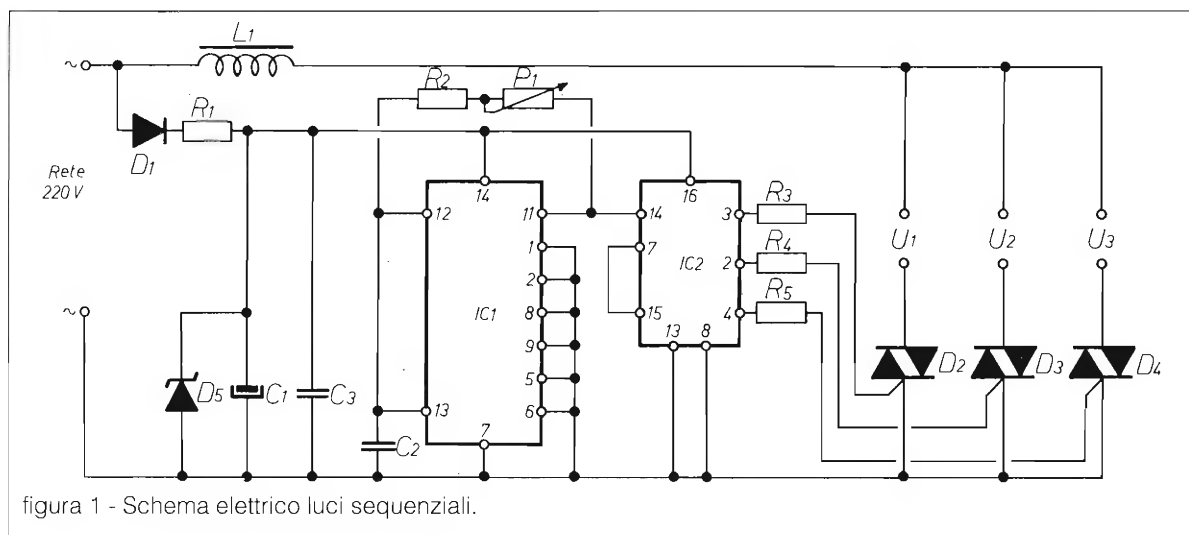 L1
~
R2
P1
R1
D1
Rete
220 V
14
16
12
11
14
3
R3
1
7
U1
U2
U3
2
IC2
2
R4
IC1
8
R5
~
9
15
4
13
8
5
D2
D3
D4
D5
C1
C3
13
6
7
C2
figura 1 - Schema elettrico luci sequenziali.